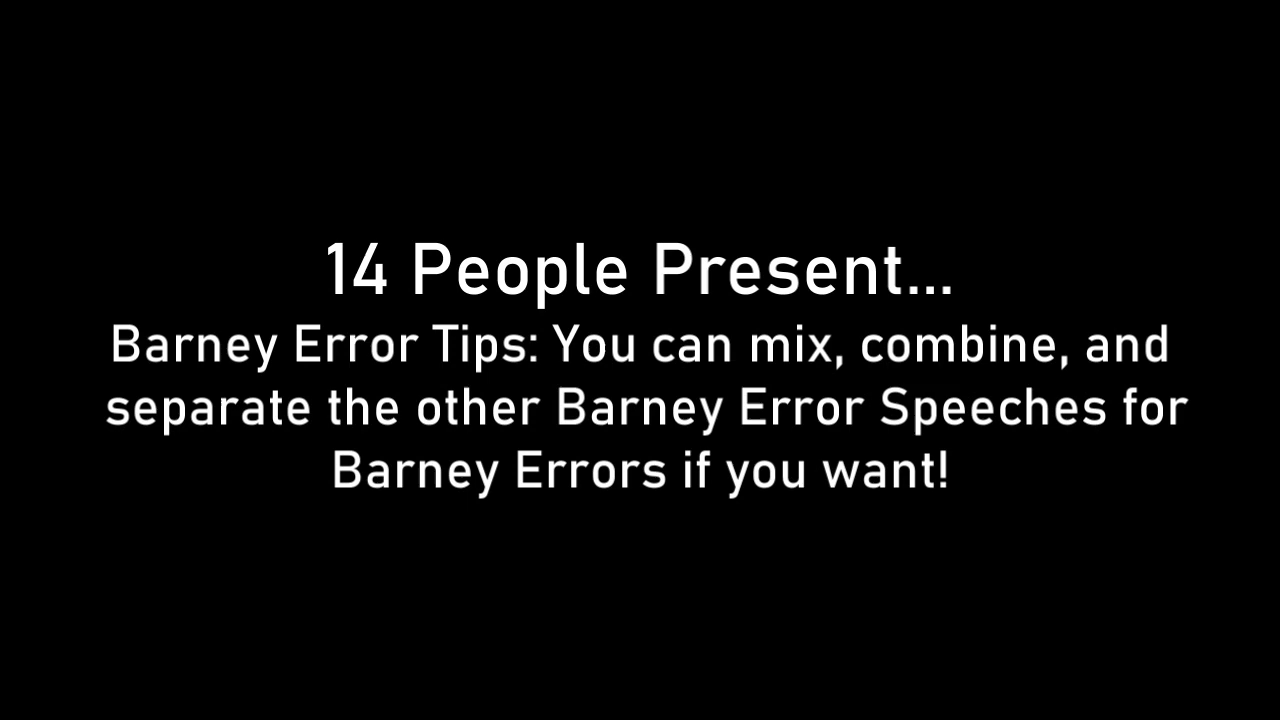 14 People Present...
Barney Error Tips: You can mix, combine, and
separate the other Barney Error Speeches for
Barney Errors if you want!